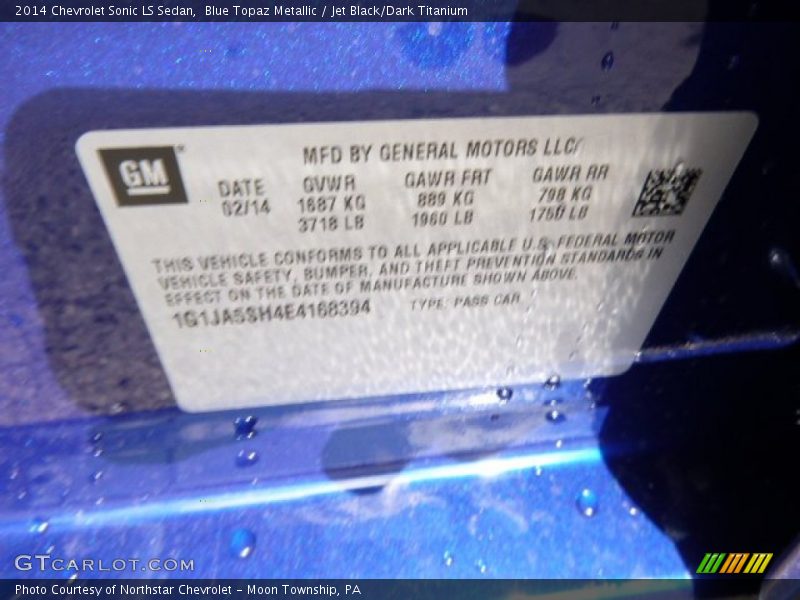 2014 Chevrolet Sonic LS Sedan, Blue Topaz Metallic / Jet Black/Dark Titanium
GM
MFD BY GENERAL MOTORS LLC/
DATE GVWR GAWR FRT GAWR RR
02/14 1687 KG 889 KG 798 KG
3718 LB 1960 LB 1760 LB
THIS VEHICLE CONFORMS TO ALL APPLICABLE U.S. FEDERAL MOTOR
VEHICLE SAFETY, BUMPER, AND THEFT PREVENTION STANDARDS IN
EFFECT ON THE DATE OF MANUFACTURE SHOWN ABOVE.
1G1JA5SH4E4168394 TYPE: PASS CAR
GTCARLOT.COM
Photo Courtesy of Northstar Chevrolet - Moon Township, PA